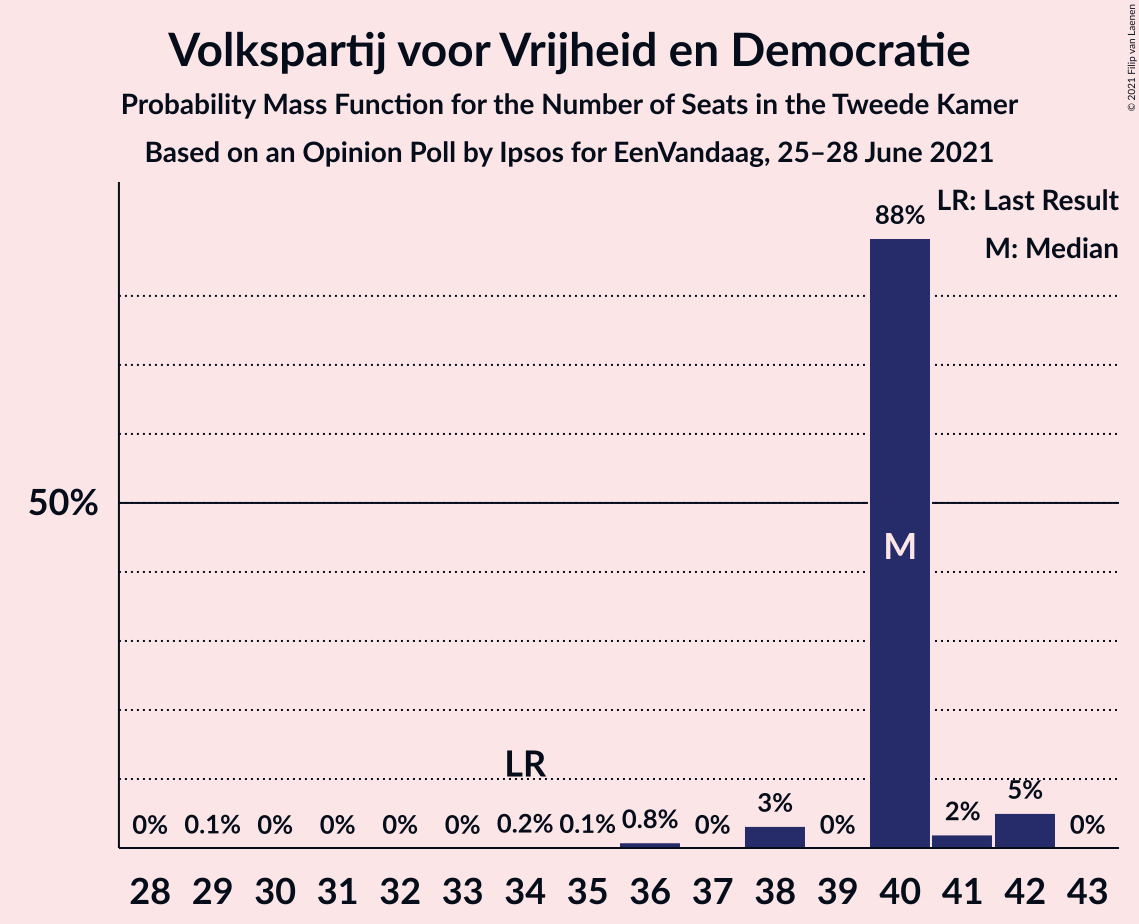 Volkspartij voor Vrijheid en Democratie
Probability Mass Function for the Number of Seats in the Tweede Kamer
Based on an Opinion Poll by Ipsos for EenVandaag, 25–28 June 2021
© 2021 Filip van Laenen
LR: Last Result
M: Median
88%
50%
M
LR
0% 0.1% 0% 0% 0% 0% 0.2% 0.1% 0.8% 0% 3% 0% 2% 5% 0%
28 29 30 31 32 33 34 35 36 37 38 39 40 41 42 43